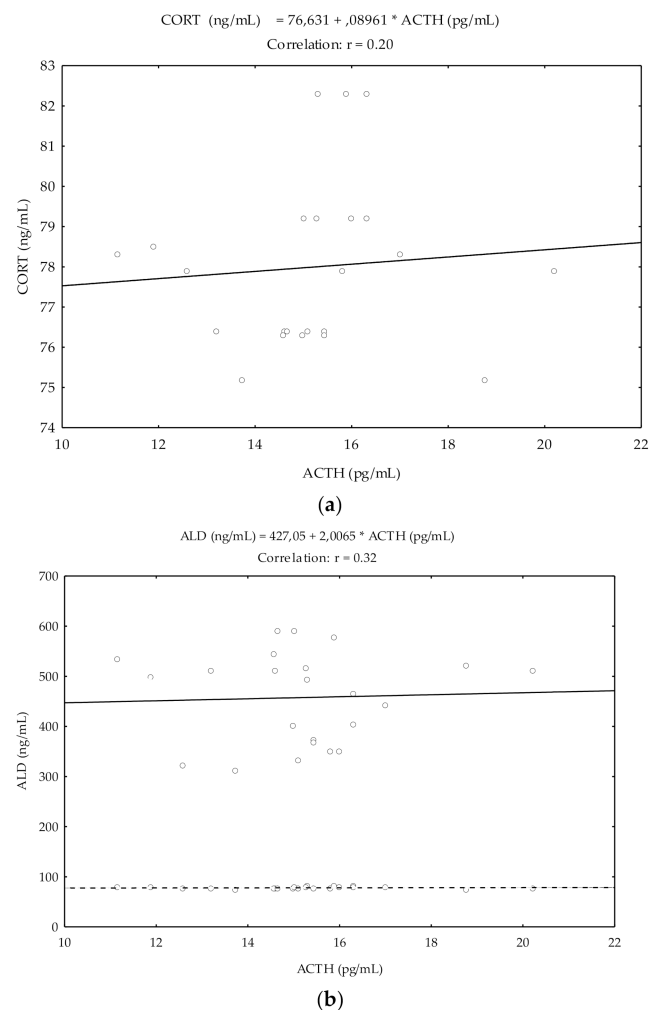 CORT (ng/mL) = 76,631 + ,08961 * ACTH (pg/mL)
Correlation: r = 0.20
83
82
81
80
79
78
77
76
75
74
CORT (ng/mL)
10 12 14 16 18 20 22
ACTH (pg/mL)
(a)
ALD (ng/mL) = 427,05 + 2,0065 * ACTH (pg/mL)
Correlation: r = 0.32
700
600
500
400
300
200
100
0
ALD (ng/mL)
10 12 14 16 18 20 22
ACTH (pg/mL)
(b)